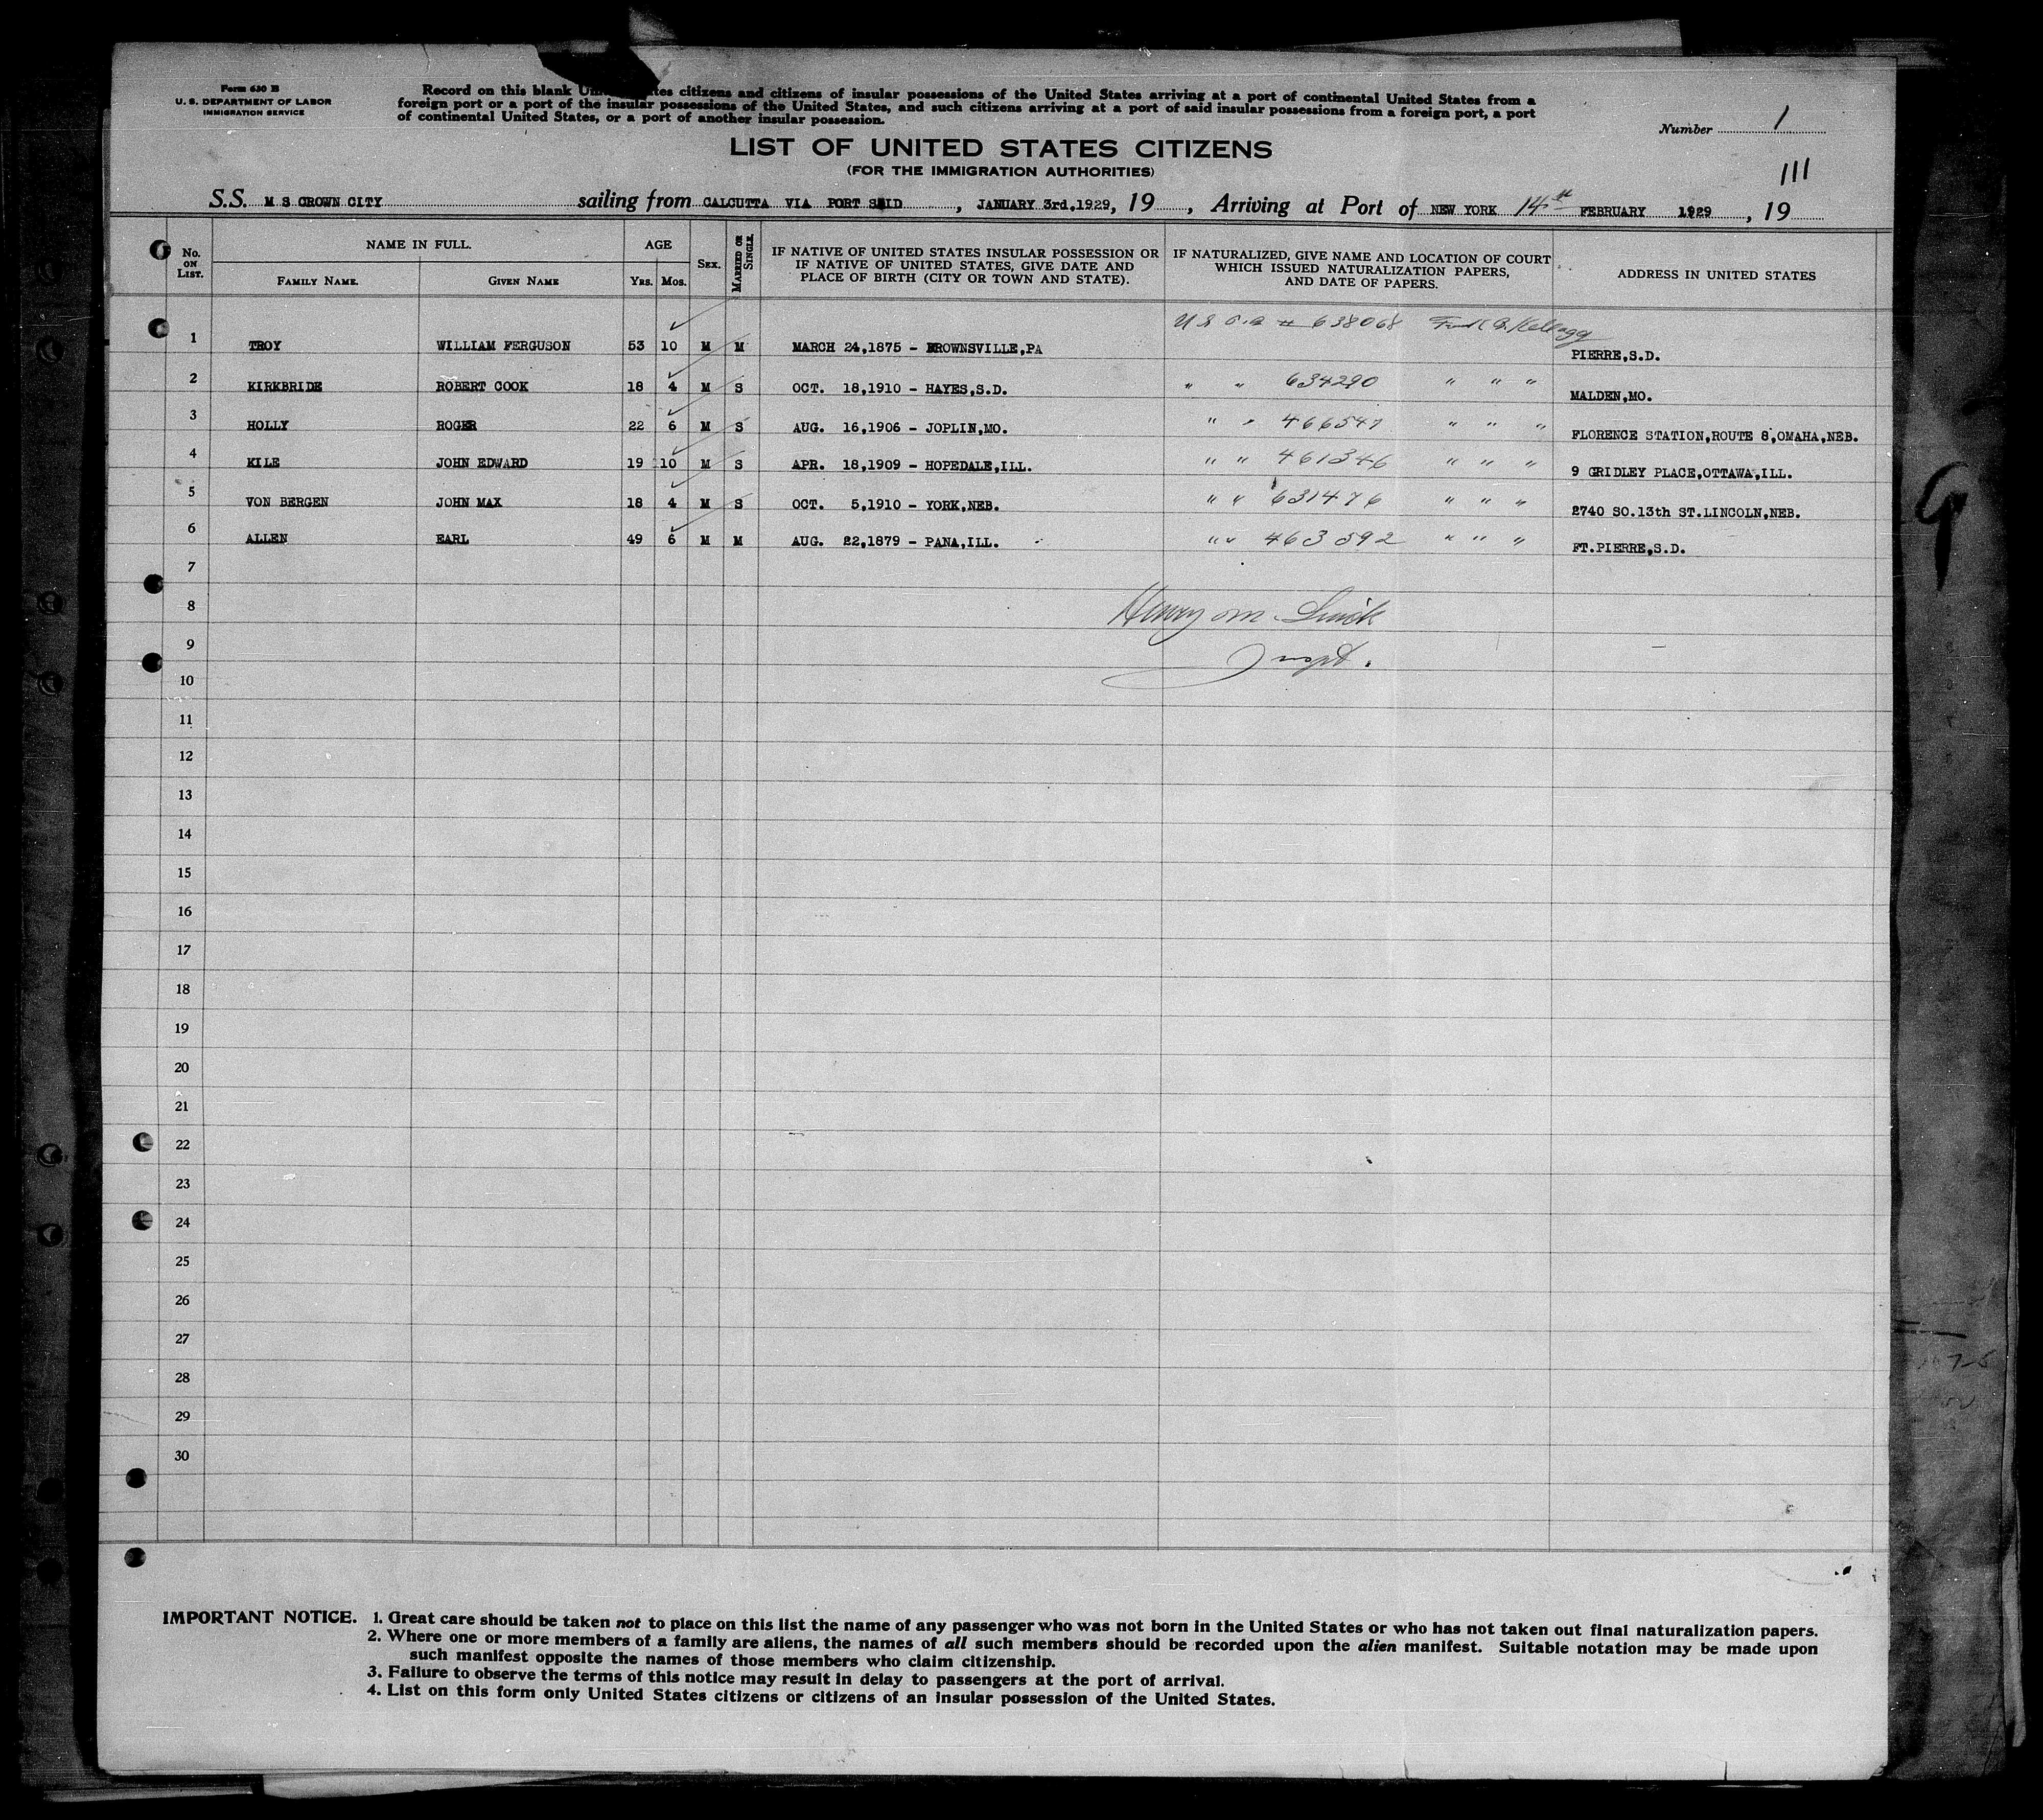 Form 630 B
U. S. DEPARTMENT OF LABOR
IMMIGRATION SERVICE
Record on this blank citizens and citizens of insular possessions of the United States arriving at a port of continental United States from a
foreign port or a port of the insular possessions of the United States, and such citizens arriving at a port of said insular possessions from a foreign port, a port
of continental United States, or a port of another insular possession.
Number 1
LIST OF UNITED STATES CITIZENS
(FOR THE IMMIGRATION AUTHORITIES)
111
S.S. M S CROWN CITY sailing from CALCUTTA VIA PORT SAID, JANUARY 3rd,1929, 19, Arriving at Port of NEW YORK 14th FEBRUARY 1929, 19
No. ON LIST. NAME IN FULL. AGE SEX. MARRIED OR SINGLE. IF NATIVE OF UNITED STATES INSULAR POSSESSION OR IF NATIVE OF UNITED STATES, GIVE DATE AND PLACE OF BIRTH (CITY OR TOWN AND STATE). IF NATURALIZED, GIVE NAME AND LOCATION OF COURT WHICH ISSUED NATURALIZATION PAPERS, AND DATE OF PAPERS. ADDRESS IN UNITED STATES
FAMILY NAME. GIVEN NAME YRS. MOS.
1 TROY WILLIAM FERGUSON 53 10 M M MARCH 24,1875 - BROWNSVILLE,PA # 638068 Kellogg PIERRE,S.D.
2 KIRKBRIDE ROBERT COOK 18 4 M S OCT. 18,1910 - HAYES,S.D. " " 634290 " " " MALDEN,MO.
3 HOLLY ROGER 22 6 M S AUG. 16,1906 - JOPLIN,MO. " " 466547 " " " FLORENCE STATION,ROUTE 8,OMAHA,NEB.
4 KILE JOHN EDWARD 19 10 M S APR. 18,1909 - HOPEDALE,ILL. " " 461346 " " " 9 GRIDLEY PLACE,OTTAWA,ILL.
5 VON BERGEN JOHN MAX 18 4 M S OCT. 5,1910 - YORK,NEB. " " 631476 " " " 2740 SO.13th ST.LINCOLN,NEB.
6 ALLEN EARL 49 6 M M AUG. 22,1879 - PANA,ILL. " " 463592 " " " FT.PIERRE,S.D.
7
8 Henry M.
9 Inspt.
10
11
12
13
14
15
16
17
18
19
20
21
22
23
24
25
26
27
28
29
30
IMPORTANT NOTICE. 1. Great care should be taken not to place on this list the name of any passenger who was not born in the United States or who has not taken out final naturalization papers.
2. Where one or more members of a family are aliens, the names of all such members should be recorded upon the alien manifest. Suitable notation may be made upon
such manifest opposite the names of those members who claim citizenship.
3. Failure to observe the terms of this notice may result in delay to passengers at the port of arrival.
4. List on this form only United States citizens or citizens of an insular possession of the United States.